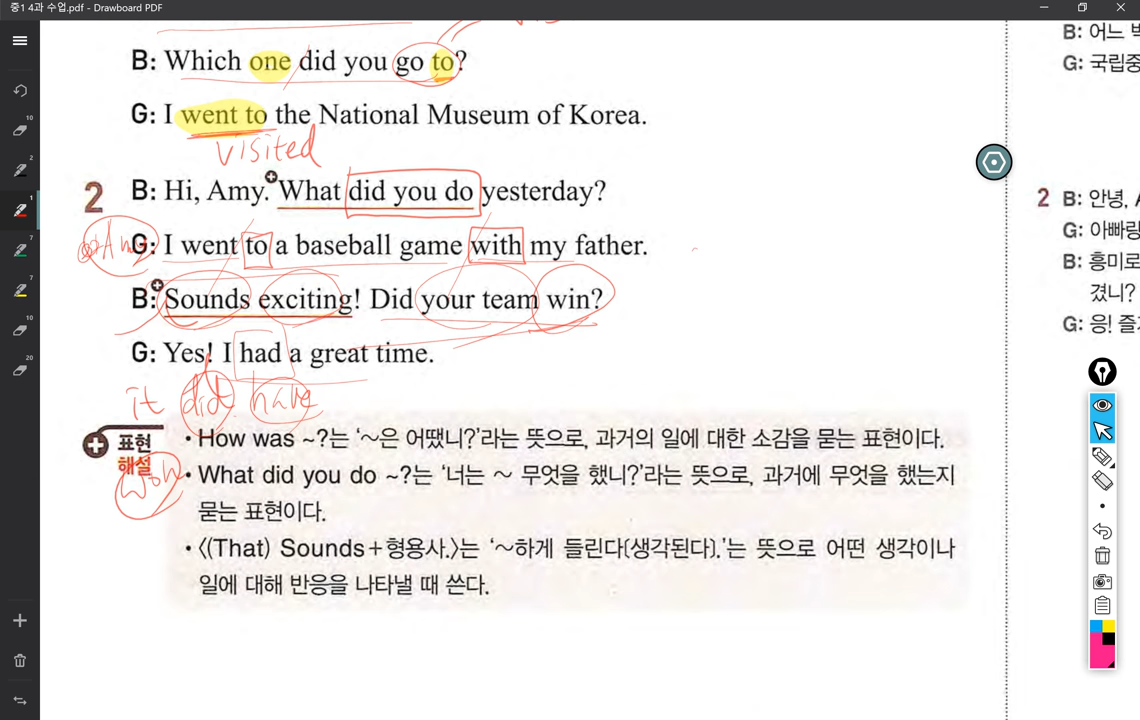 중1 4과 수업.pdf - Drawboard PDF
B: Which one did you go to?
G: I went to the National Museum of Korea.
visited
2 B: Hi, Amy. What did you do yesterday?
G: I went to a baseball game with my father.
B: Sounds exciting! Did your team win?
G: Yes! I had a great time.
it did have
표현
해설
won
• How was ~?는 ‘~은 어땠니?’라는 뜻으로, 과거의 일에 대한 소감을 묻는 표현이다.
• What did you do ~?는 ‘너는 ~ 무엇을 했니?’라는 뜻으로, 과거에 무엇을 했는지
묻는 표현이다.
• 〈(That) Sounds+형용사.〉는 ‘~하게 들린다(생각된다).’는 뜻으로 어떤 생각이나
일에 대해 반응을 나타낼 때 쓴다.
B: 어느
G: 국립중
2 B: 안녕,
G: 아빠랑
B: 흥미로
겼니?
G: 응! 즐
10
2
1
7
7
10
20